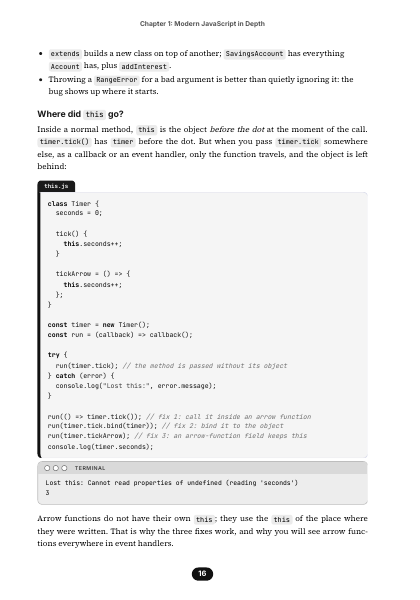 Chapter 1: Modern JavaScript in Depth
• extends builds a new class on top of another; SavingsAccount has everything
Account has, plus addInterest.
• Throwing a RangeError for a bad argument is better than quietly ignoring it: the
bug shows up where it starts.
Where did this go?
Inside a normal method, this is the object before the dot at the moment of the call.
timer.tick() has timer before the dot. But when you pass timer.tick somewhere
else, as a callback or an event handler, only the function travels, and the object is left
behind:
this.js
class Timer {
  seconds = 0;

  tick() {
    this.seconds++;
  }

  tickArrow = () => {
    this.seconds++;
  };
}

const timer = new Timer();
const run = (callback) => callback();

try {
  run(timer.tick); // the method is passed without its object
} catch (error) {
  console.log("Lost this:", error.message);
}

run(() => timer.tick()); // fix 1: call it inside an arrow function
run(timer.tick.bind(timer)); // fix 2: bind it to the object
run(timer.tickArrow); // fix 3: an arrow-function field keeps this
console.log(timer.seconds);
TERMINAL
Lost this: Cannot read properties of undefined (reading 'seconds')
3
Arrow functions do not have their own this; they use the this of the place where
they were written. That is why the three fixes work, and why you will see arrow func-
tions everywhere in event handlers.
16